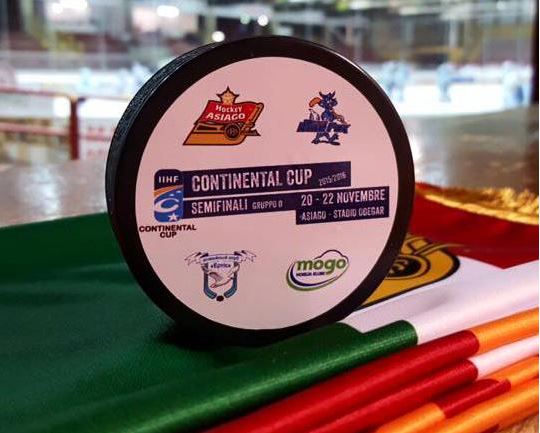 Hockey
ASIAGO
IIHF
CONTINENTAL CUP 2015/2016
SEMIFINALI GRUPPO D
20 - 22 NOVEMBRE
ASIAGO - STADIO ODEGAR
CONTINENTAL
CUP
mogo